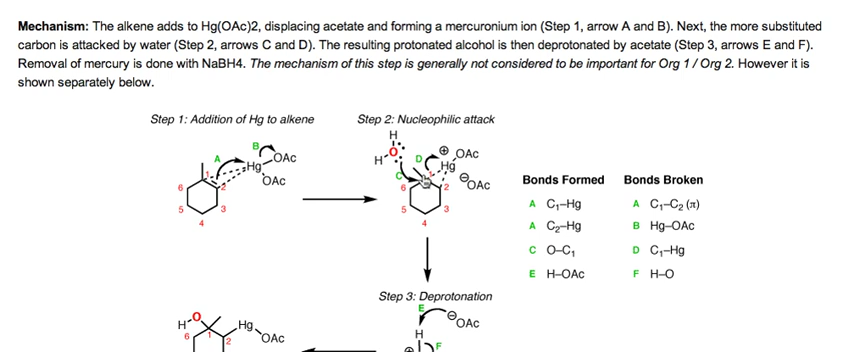 Mechanism: The alkene adds to Hg(OAc)2, displacing acetate and forming a mercuronium ion (Step 1, arrow A and B). Next, the more substituted
carbon is attacked by water (Step 2, arrows C and D). The resulting protonated alcohol is then deprotonated by acetate (Step 3, arrows E and F).
Removal of mercury is done with NaBH4. The mechanism of this step is generally not considered to be important for Org 1 / Org 2. However it is
shown separately below.
Step 1: Addition of Hg to alkene
Step 2: Nucleophilic attack
A
B
Hg
OAc
OAc
1
2
3
4
5
6
H
H
O
C
D
⊕
Hg
OAc
⊖
OAc
1
2
3
4
5
6
Bonds Formed Bonds Broken
A C₁–Hg A C₁–C₂ (π)
A C₂–Hg B Hg–OAc
C O–C₁ D C₁–Hg
E H–OAc F H–O
Step 3: Deprotonation
E
⊖
OAc
H
F
H
O
Hg
OAc
6
1
2